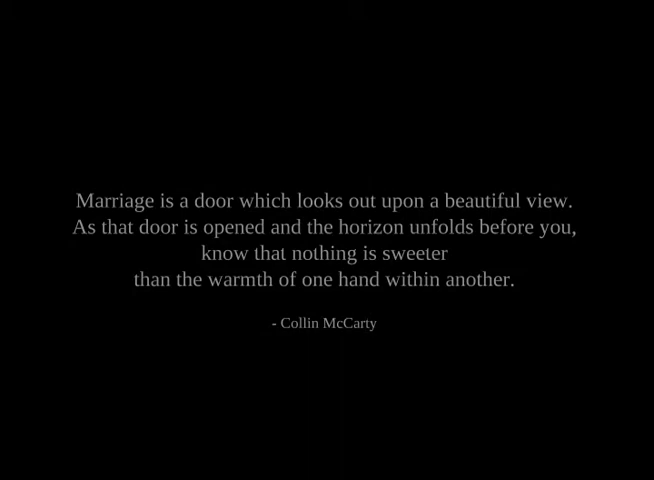 Marriage is a door which looks out upon a beautiful view.
As that door is opened and the horizon unfolds before you,
know that nothing is sweeter
than the warmth of one hand within another.
- Collin McCarty